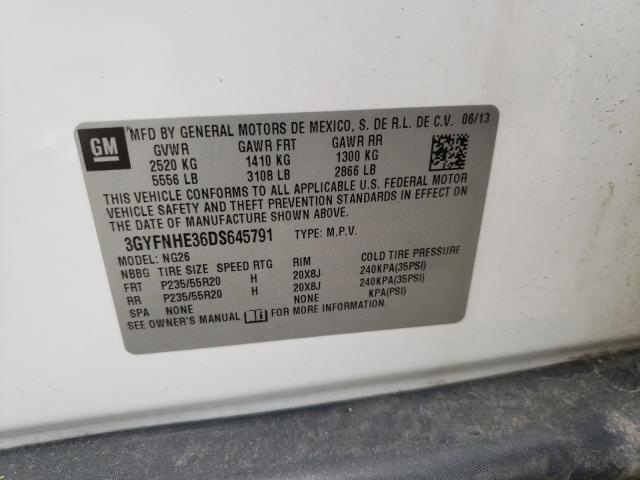 GM
MFD BY GENERAL MOTORS DE MEXICO, S. DE R.L. DE C.V. 06/13
GVWR GAWR FRT GAWR RR
2520 KG 1410 KG 1300 KG
5556 LB 3108 LB 2866 LB
THIS VEHICLE CONFORMS TO ALL APPLICABLE U.S. FEDERAL MOTOR
VEHICLE SAFETY AND THEFT PREVENTION STANDARDS IN EFFECT ON
THE DATE OF MANUFACTURE SHOWN ABOVE.
3GYFNHE36DS645791 TYPE: M.P.V.
MODEL: NG26
NBBG TIRE SIZE SPEED RTG RIM COLD TIRE PRESSURE
FRT P235/55R20 H 20X8J 240KPA(35PSI)
RR P235/55R20 H 20X8J 240KPA(35PSI)
SPA NONE NONE KPA(PSI)
SEE OWNER'S MANUAL FOR MORE INFORMATION.